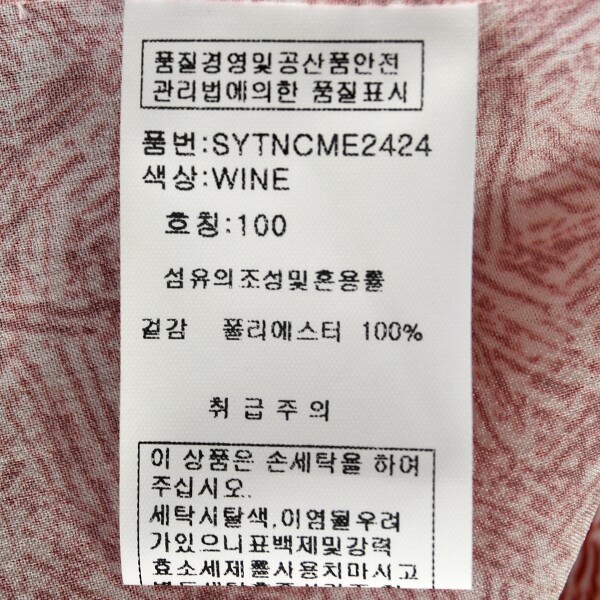 품질경영및공산품안전
관리법에의한 품질표시
품번:SYTNCME2424
색상:WINE
호칭:100
섬유의조성및혼용률
겉감 폴리에스터 100%
취급주의
이 상품은 손세탁을 하여
주십시오.
세탁시탈색,이염될우려
가있으니표백제및강력
효소세제를사용치마시고